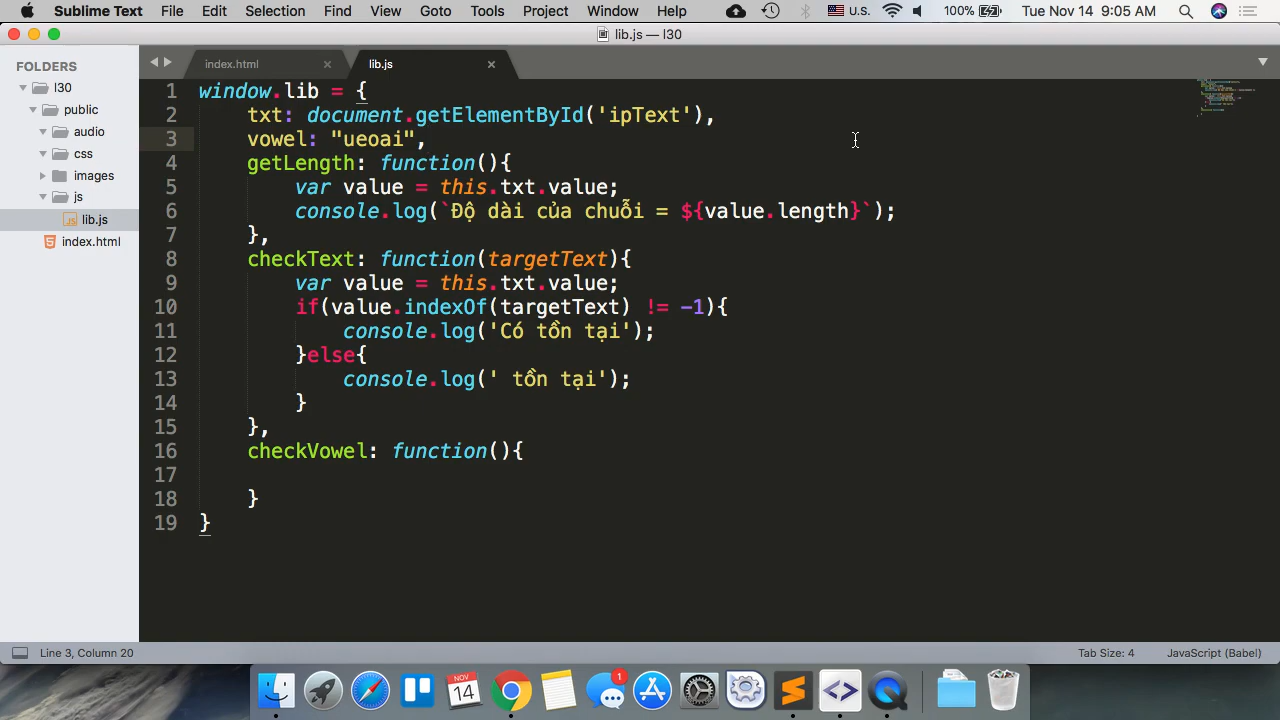 Sublime Text File Edit Selection Find View Goto Tools Project Window Help U.S. 100% Tue Nov 14 9:05 AM
lib.js — l30
FOLDERS
l30
public
audio
css
images
js
lib.js
index.html
index.html × lib.js ×
1 window.lib = {
2 txt: document.getElementById('ipText'),
3 vowel: "ueoai",
4 getLength: function(){
5 var value = this.txt.value;
6 console.log(`Độ dài của chuỗi = ${value.length}`);
7 },
8 checkText: function(targetText){
9 var value = this.txt.value;
10 if(value.indexOf(targetText) != -1){
11 console.log('Có tồn tại');
12 }else{
13 console.log(' tồn tại');
14 }
15 },
16 checkVowel: function(){
17
18 }
19 }
Line 3, Column 20 Tab Size: 4 JavaScript (Babel)
NOV
14
1